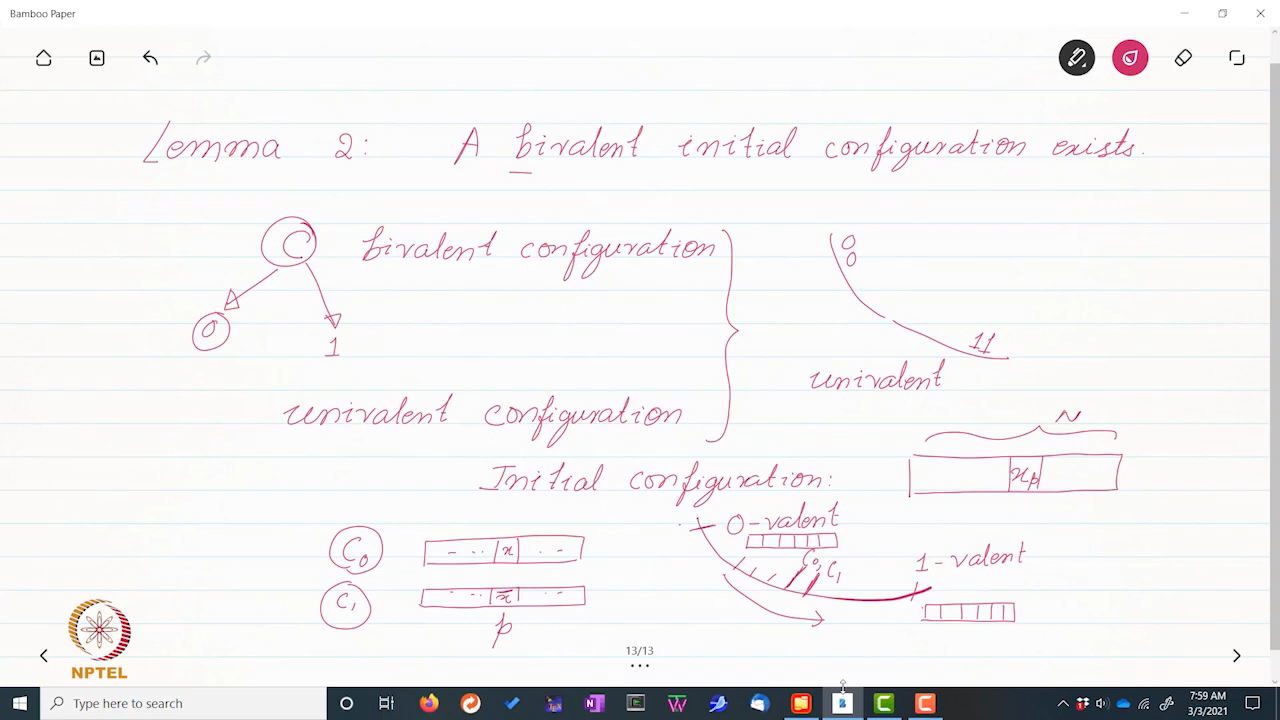 Bamboo Paper
Lemma 2: A bivalent initial configuration exists.
C bivalent configuration
0 1
0
0
11
univalent
univalent configuration
N
Initial configuration: xp
C0 -- .. x .. 0-valent
C0, C1
1-valent
C1 -- .. x̄ ..
p
NPTEL
13/13
Type here to search
7:59 AM
3/3/2021